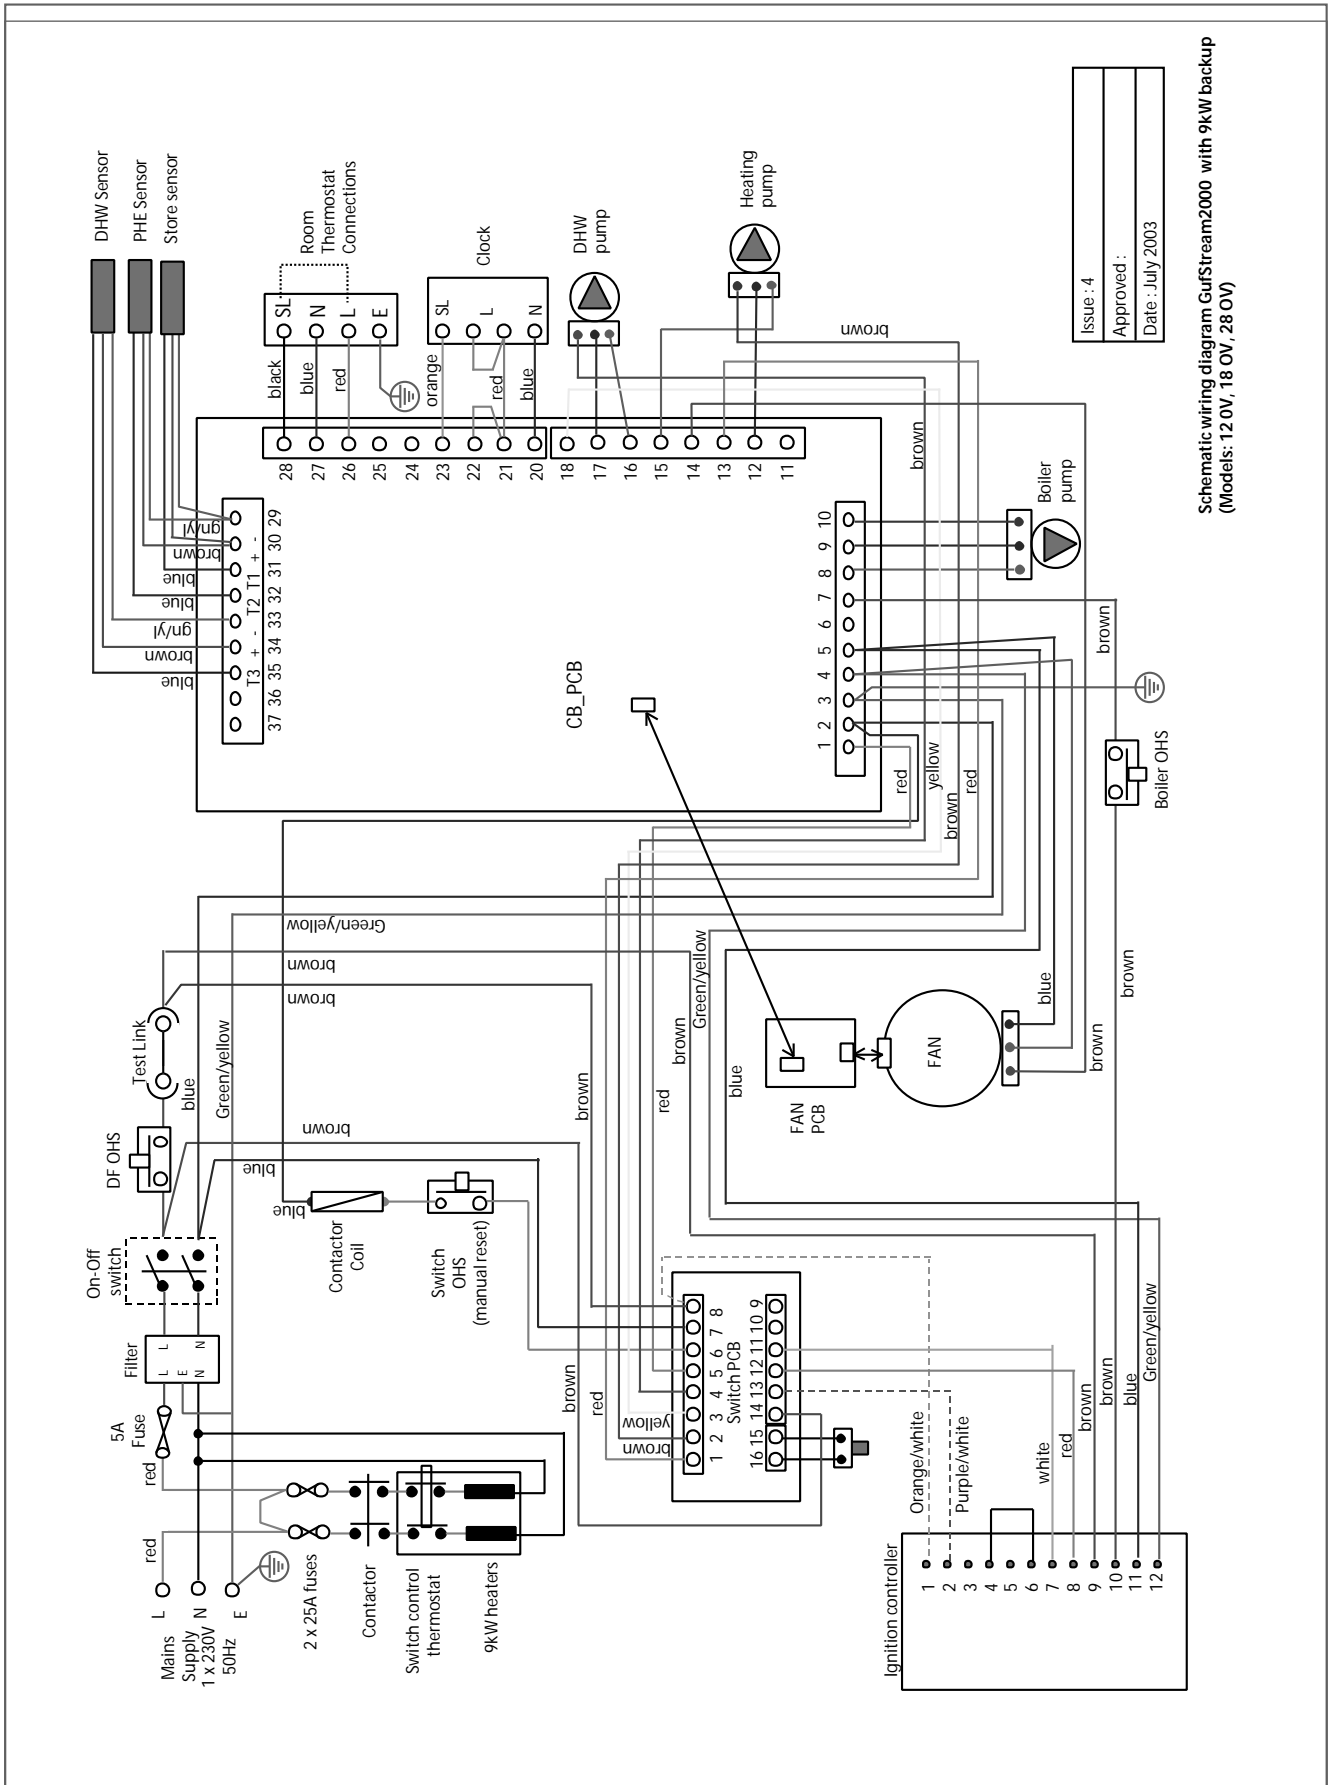 Schematic wiring diagram GufStream2000 with 9kW backup
(Models: 12 OV, 18 OV, 28 OV)
Issue : 4
Approved :
Date : July 2003
DHW Sensor
PHE Sensor
Store sensor
Room
Thermostat
Connections
SL
N
L
E
Clock
SL
L
N
DHW
pump
Heating
pump
black
blue
red
orange
red
blue
brown
28
27
26
25
24
23
22
21
20
18
17
16
15
14
13
12
11
gn/yl
brown
blue
blue
gn/yl
brown
blue
29
30
31
32
33
34
35
36
37
- + T1
T2
- + T3
CB_PCB
10
9
8
7
6
5
4
3
2
1
Boiler
pump
brown
brown
Boiler OHS
red
yellow
brown
red
Green/yellow
brown
brown
Test Link
blue
Green/yellow
DF OHS
brown
blue
blue
On-Off
switch
Contactor
Coil
Switch
OHS
(manual reset)
Filter
L
L
E
N
N
5A
Fuse
red
red
L
N
E
Mains
Supply
1 x 230V
50Hz
2 x 25A fuses
Contactor
Switch control
thermostat
9kW heaters
brown
brown
red
red
brown
Green/yellow
blue
FAN
PCB
FAN
blue
brown
brown
yellow
brown
8
7
6
5
4
3
2
1
Switch PCB
9
10
11
12
13
14
15
16
Orange/white
Purple/white
white
red
brown
brown
blue
Green/yellow
Ignition controller
1
2
3
4
5
6
7
8
9
10
11
12